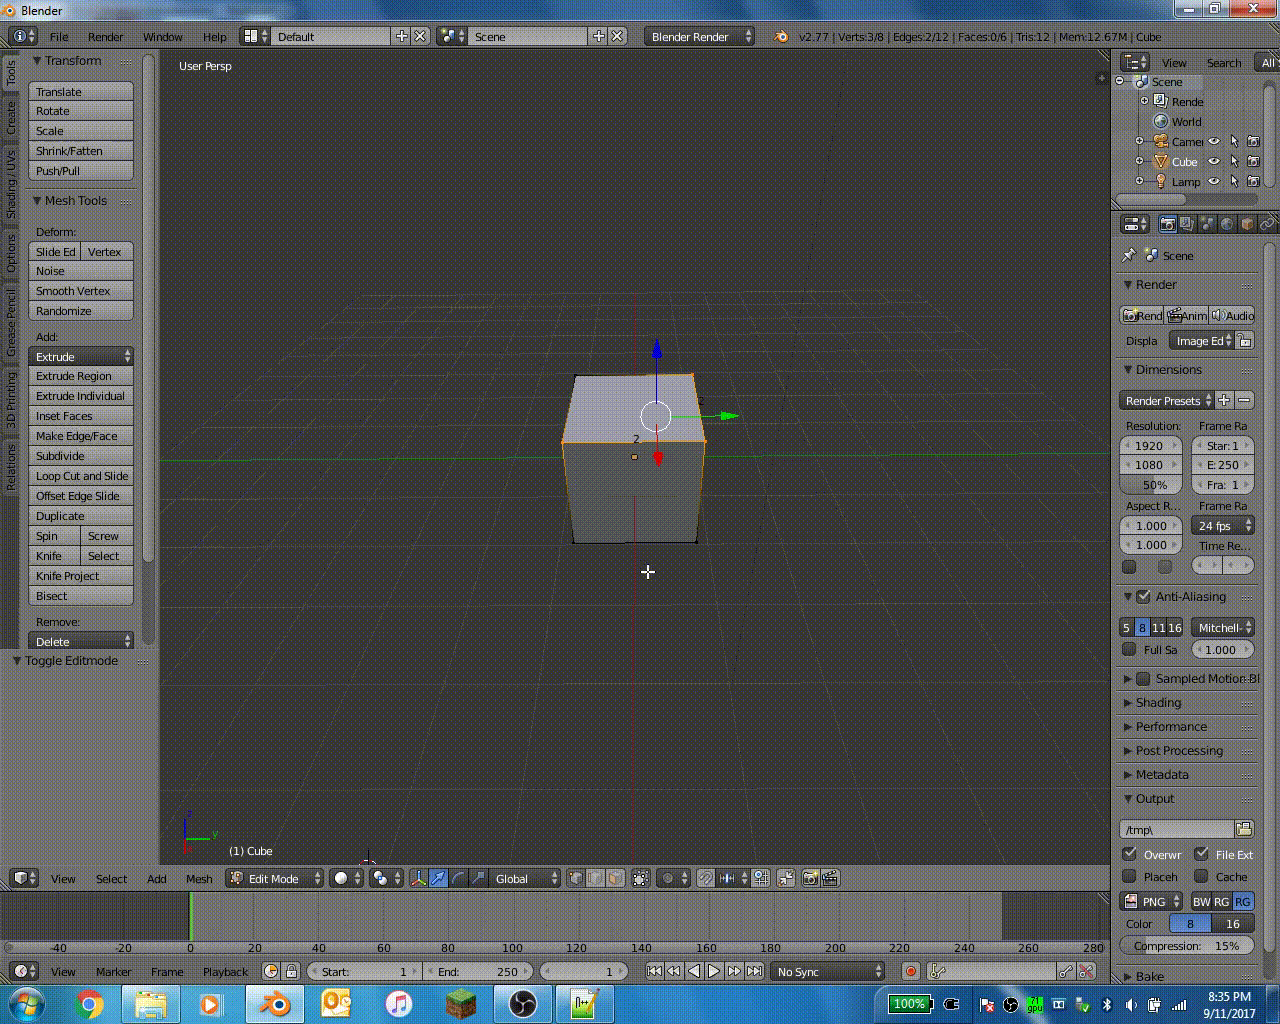 Blender
File Render Window Help Default Scene Blender Render v2.77 | Verts:3/8 | Edges:2/12 | Faces:0/6 | Tris:12 | Mem:12.67M | Cube
Tools
Create
Shading / UVs
Options
Grease Pencil
3D Printing
Relations
Transform
Translate
Rotate
Scale
Shrink/Fatten
Push/Pull
Mesh Tools
Deform:
Slide Ed Vertex
Noise
Smooth Vertex
Randomize
Add:
Extrude
Extrude Region
Extrude Individual
Inset Faces
Make Edge/Face
Subdivide
Loop Cut and Slide
Offset Edge Slide
Duplicate
Spin Screw
Knife Select
Knife Project
Bisect
Remove:
Delete
Toggle Editmode
User Persp
2
2
z
y
(1) Cube
View Search All
Scene
Rende
World
Came
Cube
Lamp
Scene
Render
Rend Anim Audio
Displa Image Ed
Dimensions
Render Presets
Resolution: Frame Ra
1920 Star: 1
1080 E: 250
50% Fra: 1
Aspect R... Frame Ra
1.000 24 fps
1.000 Time Re...
Anti-Aliasing
5 8 11 16 Mitchell-
Full Sa 1.000
Sampled Motion Bl
Shading
Performance
Post Processing
Metadata
Output
/tmp\
Overwr File Ext
Placeh Cache
PNG BW RG RG
Color 8 16
Compression: 15%
Bake
View Select Add Mesh Edit Mode Global
-40 -20 0 20 40 60 80 100 120 140 160 180 200 220 240 260 280
View Marker Frame Playback Start: 1 End: 250 1 No Sync
100%
8:35 PM
9/11/2017